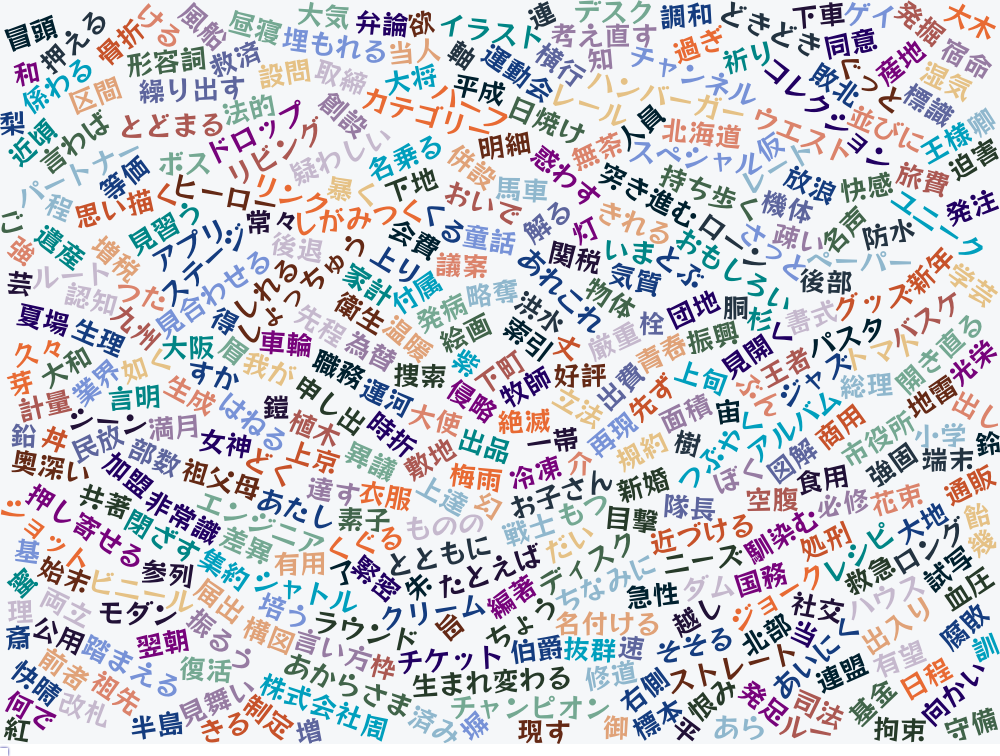 冒頭
押える
骨折
ける
風船
昼寝
大気
弁論
欲
イラスト
連
デスク
考え直す
調和
どきどき
下車
ゲイ
発掘
大木
和
係わる
区間
形容詞
救済
埋もれる
当人
軸
運動会
横行
知
チャンネル
過ぎ
祈り
コレクション
同意
ぐっと
産地
宿命
湿気
標識
敗北
梨
近頃
言わば
繰り出す
設問
取締
大将
平成
ハーフ
カテゴリー
日焼け
レール
ハンバーガー
人員
北海道
ウエスト
並びに
王様
卿
迫害
とどまる
法的
ドロップ
リビング
創設
疑わしい
名乗る
併設
明細
惑わす
無茶
スペシャル
仮
放浪
快感
旅費
ユニーク
発注
パートナー
等価
ボス
ヒーロー
リンク
暴く
下地
おいで
馬車
解る
灯
突き進む
持ち歩く
機体
名声
防水
ご
パ
程
思い描く
見習う
アプリ
ステージ
常々
しがみつく
くる
会費
童話
関税
きれる
いま
とぶ
ローン
おもしろい
さっと
疎い
ペーパー
後部
強
遺産
増税
後退
上り
議案
あれこれ
気質
芸
ルート
認知
つた
見合わせる
しれる
しょっちゅう
家計
付属
発病
略奪
洪水
物体
団地
胴
杉
書式
グッズ
新年
学芸
夏場
生理
九州
得
先程
衛生
温暖
絵画
索引
丈
厳重
栓
振興
見開く
パスタ
バスケ
久々
芽
大和
業界
如く
大阪
眉
我が
車輪
為替
職務
捜索
紫
下町
牧師
好評
出費
青春
上旬
王者
ジャズ
トマト
開き直る
光栄
計量
言明
生成
すか
はねる
鎧
申し出
運河
侵略
立法
先ず
面積
宙
アルバム
総理
地雷
出し
鉛
丼
シーン
民放
満月
部数
女神
どく
植木
上京
時折
大使
絶滅
出品
一帯
再現
規約
樹
つぶやく
商用
市役所
小学
鈴
奥深い
加盟
祖父母
異議
敷地
梅雨
冷凍
介
新婚
ぼく
図解
食用
強固
端末
押し寄せる
共著
非常識
あたし
達す
衣服
上達
幻
お子さん
隊長
空腹
必修
花束
通販
ショット
閉ざす
エンジニア
差異
素子
くぐる
ものの
戦士
もつ
目撃
近づける
馴染む
処刑
レシピ
大地
飴
幾
基
始末
参列
集約
有用
とともに
だい
ディスク
ニーズ
救急
ロング
試写
ビニール
シャトル
緊密
朱
たとえば
編著
ちなみに
急性
ダム
国務
ジョーク
ハウス
血圧
理
両立
モダン
届出
培う
ラウンド
クリーム
ちょう
名付ける
越し
社交
出入り
腐敗
斎
公用
踏まえる
翌朝
振るう
構図
言い方
枠
チケット
伯爵
抜群
速
そそる
北部
当に
く
訓
快晴
前者
祖先
復活
あからさま
生まれ変わる
修道
右側
ストレート
あいに
連盟
有望
日程
向かい
何で
改札
半島
見舞い
株式会社
周
チャンピオン
標本
恨み
発足
司法
基金
紅
きる
制定
増
済み
塀
現す
御
平
あら
ルー
拘束
守備